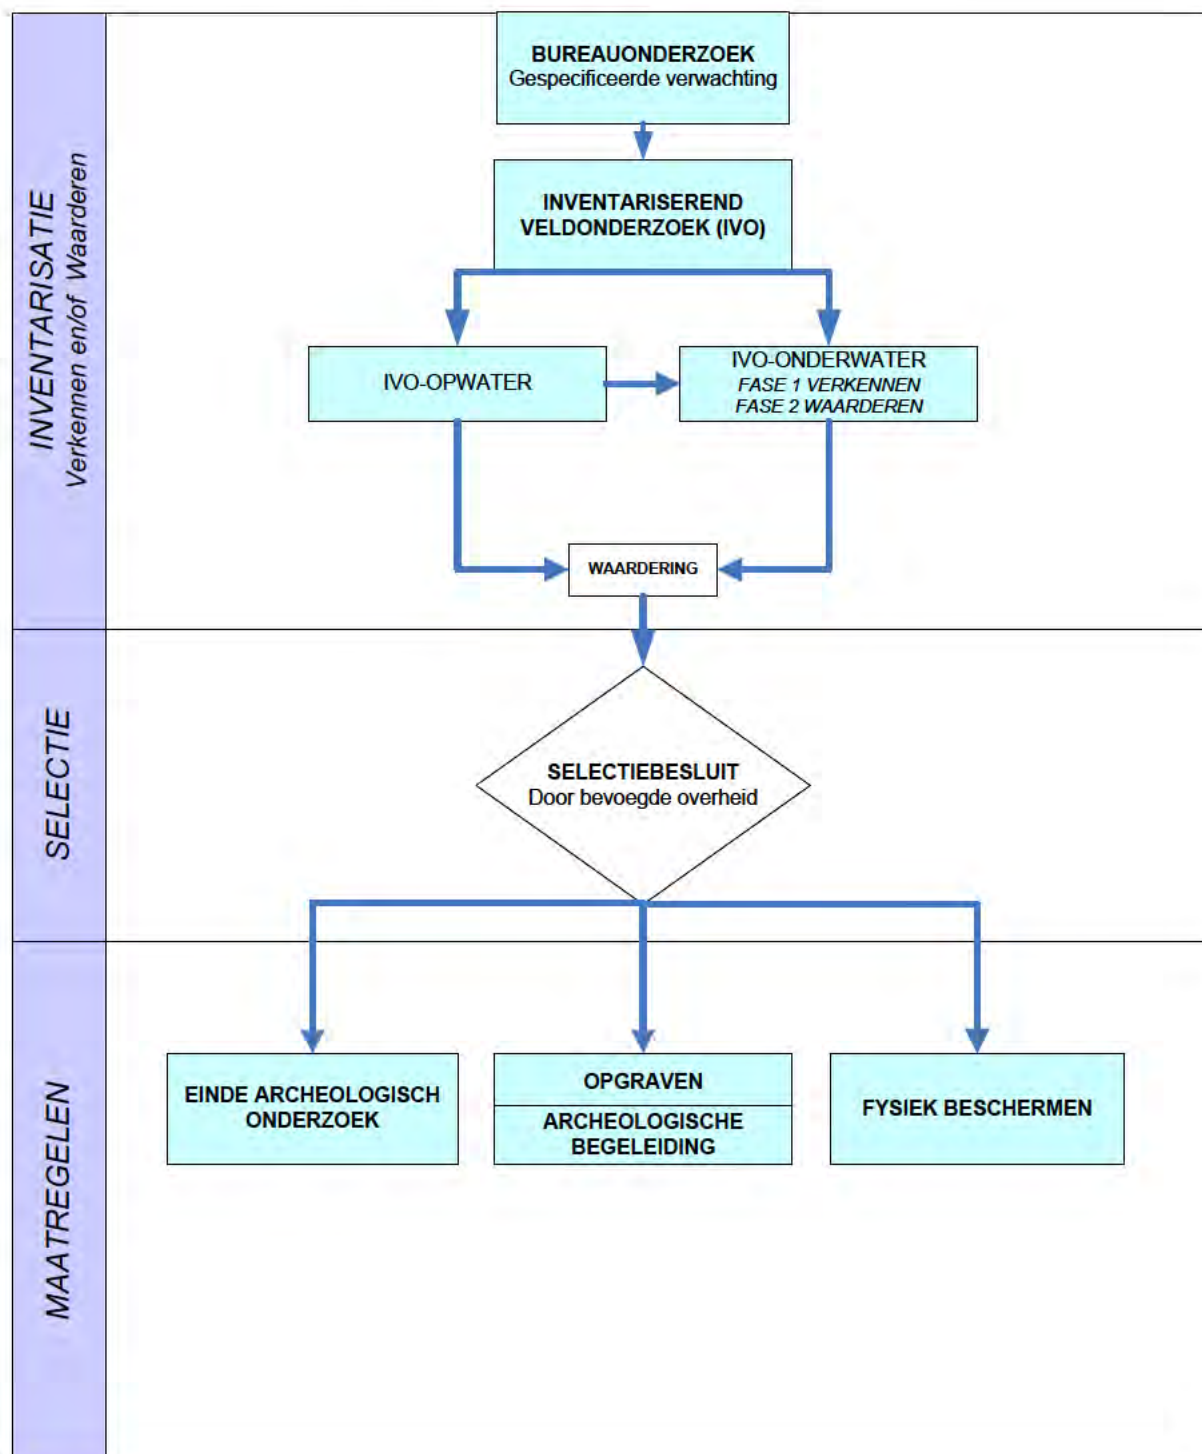 INVENTARISATIE
Verkennen en/of Waarderen
BUREAUONDERZOEK
Gespecificeerde verwachting
INVENTARISEREND
VELDONDERZOEK (IVO)
IVO-OPWATER
IVO-ONDERWATER
FASE 1 VERKENNEN
FASE 2 WAARDEREN
WAARDERING
SELECTIE
SELECTIEBESLUIT
Door bevoegde overheid
MAATREGELEN
EINDE ARCHEOLOGISCH
ONDERZOEK
OPGRAVEN
ARCHEOLOGISCHE
BEGELEIDING
FYSIEK BESCHERMEN